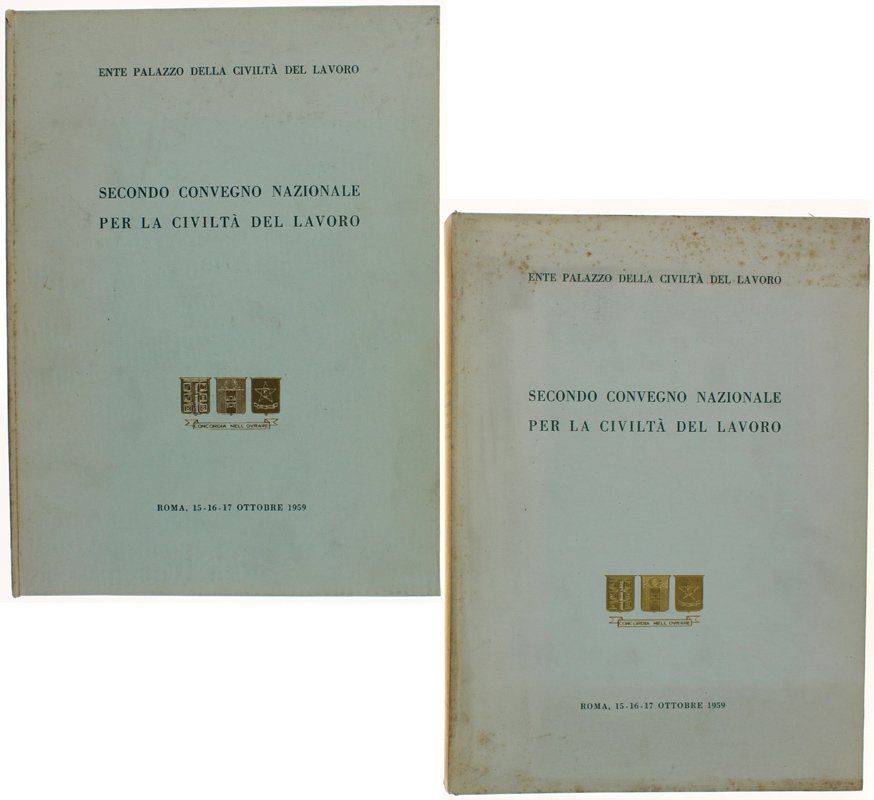 ENTE PALAZZO DELLA CIVILTÀ DEL LAVORO
SECONDO CONVEGNO NAZIONALE
PER LA CIVILTÀ DEL LAVORO
CONCORDIA NELL OVRARE
ROMA, 15-16-17 OTTOBRE 1959
ENTE PALAZZO DELLA CIVILTÀ DEL LAVORO
SECONDO CONVEGNO NAZIONALE
PER LA CIVILTÀ DEL LAVORO
CONCORDIA NELL OVRARE
ROMA, 15-16-17 OTTOBRE 1959